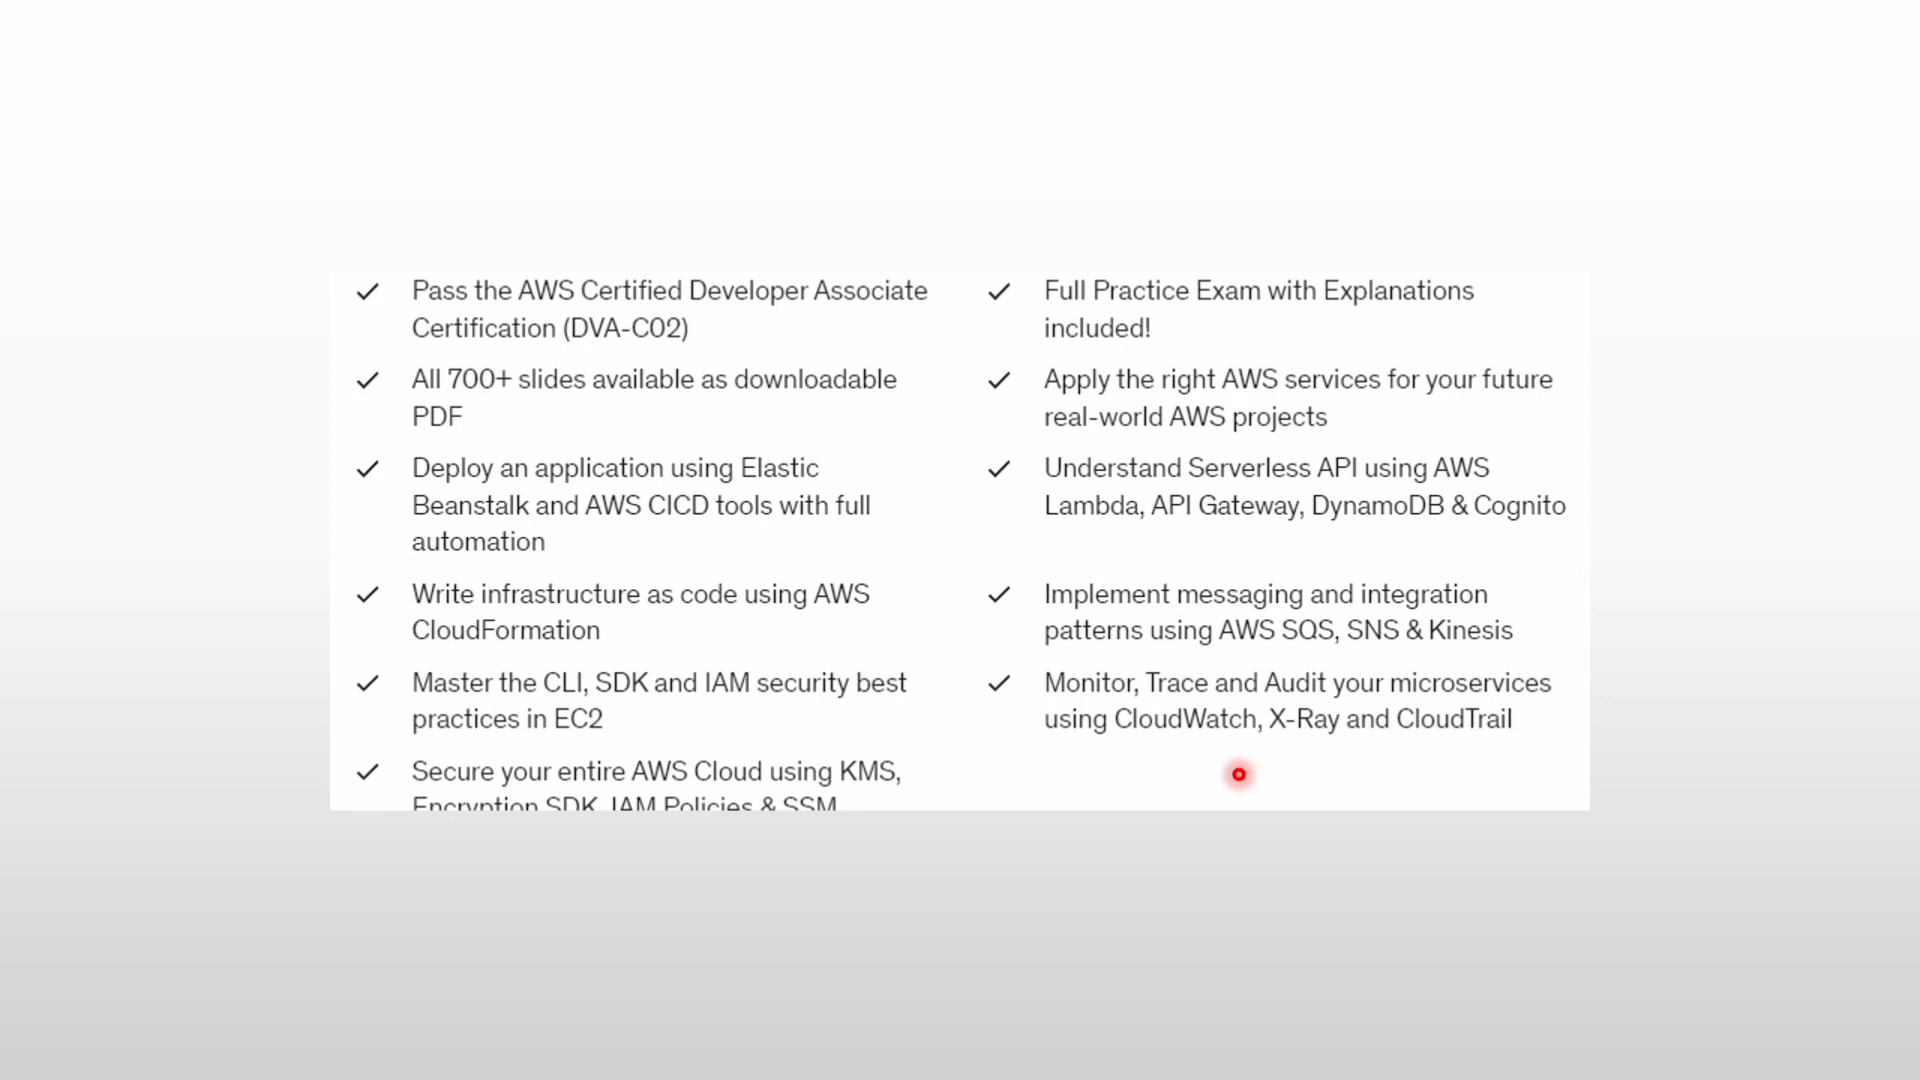 Pass the AWS Certified Developer Associate
Certification (DVA-C02)
All 700+ slides available as downloadable
PDF
Deploy an application using Elastic
Beanstalk and AWS CICD tools with full
automation
Write infrastructure as code using AWS
CloudFormation
Master the CLI, SDK and IAM security best
practices in EC2
Secure your entire AWS Cloud using KMS,
Encryption SDK, IAM Policies & SSM
Full Practice Exam with Explanations
included!
Apply the right AWS services for your future
real-world AWS projects
Understand Serverless API using AWS
Lambda, API Gateway, DynamoDB & Cognito
Implement messaging and integration
patterns using AWS SQS, SNS & Kinesis
Monitor, Trace and Audit your microservices
using CloudWatch, X-Ray and CloudTrail